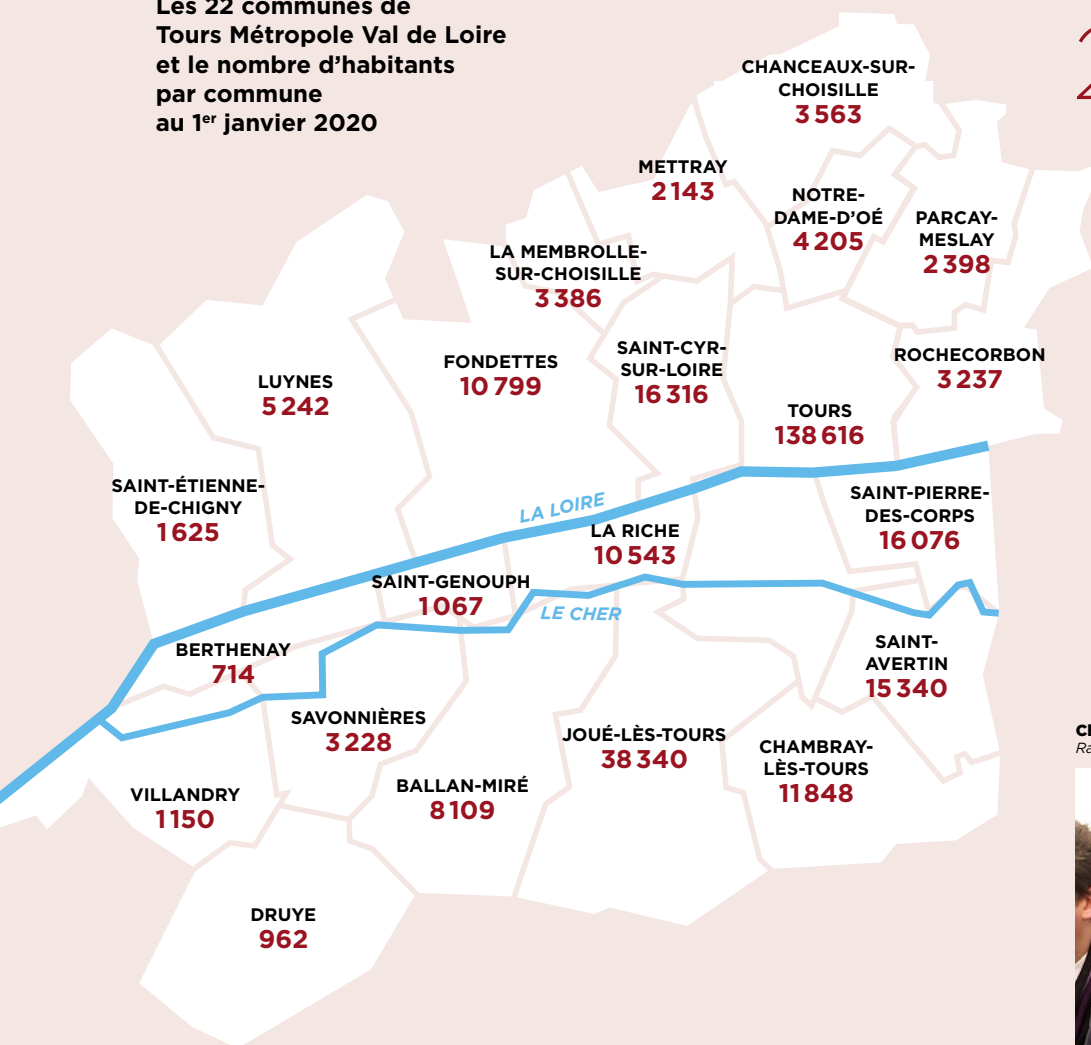 Les 22 communes de
Tours Métropole Val de Loire
et le nombre d'habitants
par commune
au 1er janvier 2020
CHANCEAUX-SUR-
CHOISILLE
3 563
METTRAY
2 143
NOTRE-
DAME-D'OÉ
4 205
PARCAY-
MESLAY
2 398
LA MEMBROLLE-
SUR-CHOISILLE
3 386
SAINT-CYR-
SUR-LOIRE
16 316
FONDETTES
10 799
ROCHECORBON
3 237
LUYNES
5 242
TOURS
138 616
SAINT-ÉTIENNE-
DE-CHIGNY
1 625
SAINT-PIERRE-
DES-CORPS
16 076
LA LOIRE
LA RICHE
10 543
SAINT-GENOUPH
1 067
LE CHER
BERTHENAY
714
SAINT-
AVERTIN
15 340
SAVONNIÈRES
3 228
JOUÉ-LÈS-TOURS
38 340
CHAMBRAY-
LÈS-TOURS
11 848
BALLAN-MIRÉ
8 109
VILLANDRY
1 150
DRUYE
962